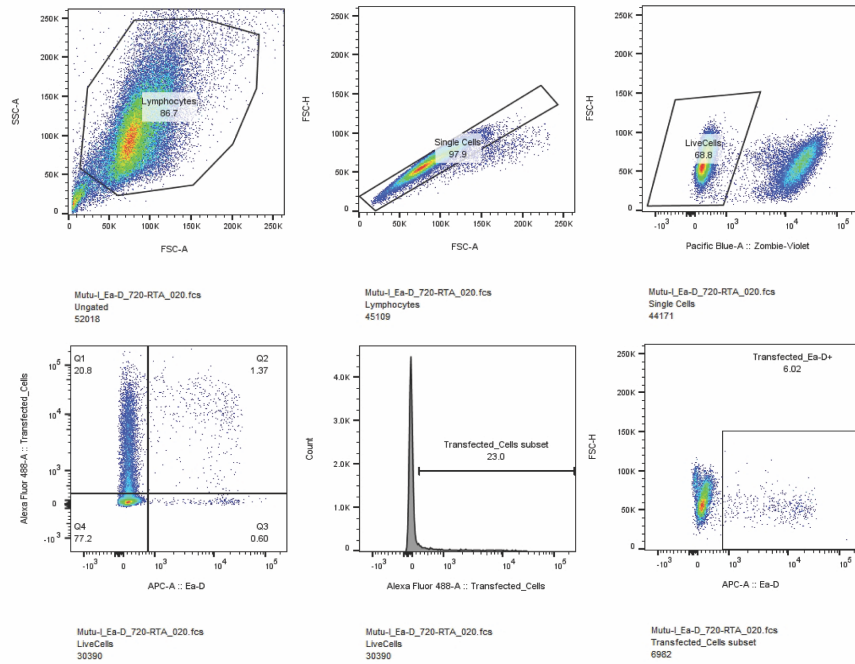 250K
200K
150K
100K
50K
0
SSC-A
Lymphocytes
86.7
0 50K 100K 150K 200K 250K
FSC-A
Mutu-I_Ea-D_720-RTA_020.fcs
Ungated
52018
250K
200K
150K
100K
50K
0
FSC-H
Single Cells
97.9
0 50K 100K 150K 200K 250K
FSC-A
Mutu-I_Ea-D_720-RTA_020.fcs
Lymphocytes
45109
250K
200K
150K
100K
50K
0
FSC-H
LiveCells
68.8
-10³ 0 10³ 10⁴ 10⁵
Pacific Blue-A :: Zombie-Violet
Mutu-I_Ea-D_720-RTA_020.fcs
Single Cells
44171
Q1
20.8
Q2
1.37
Q4
77.2
Q3
0.60
10⁵
10⁴
10³
0
-10³
Alexa Fluor 488-A :: Transfected_Cells
-10³ 0 10³ 10⁴ 10⁵
APC-A :: Ea-D
Mutu-I_Ea-D_720-RTA_020.fcs
LiveCells
30390
4.0K
3.0K
2.0K
1.0K
0
Count
Transfected_Cells subset
23.0
-10³ 0 10³ 10⁴ 10⁵
Alexa Fluor 488-A :: Transfected_Cells
Mutu-I_Ea-D_720-RTA_020.fcs
LiveCells
30390
250K
200K
150K
100K
50K
0
FSC-H
Transfected_Ea-D+
6.02
-10³ 0 10³ 10⁴ 10⁵
APC-A :: Ea-D
Mutu-I_Ea-D_720-RTA_020.fcs
Transfected_Cells subset
6982